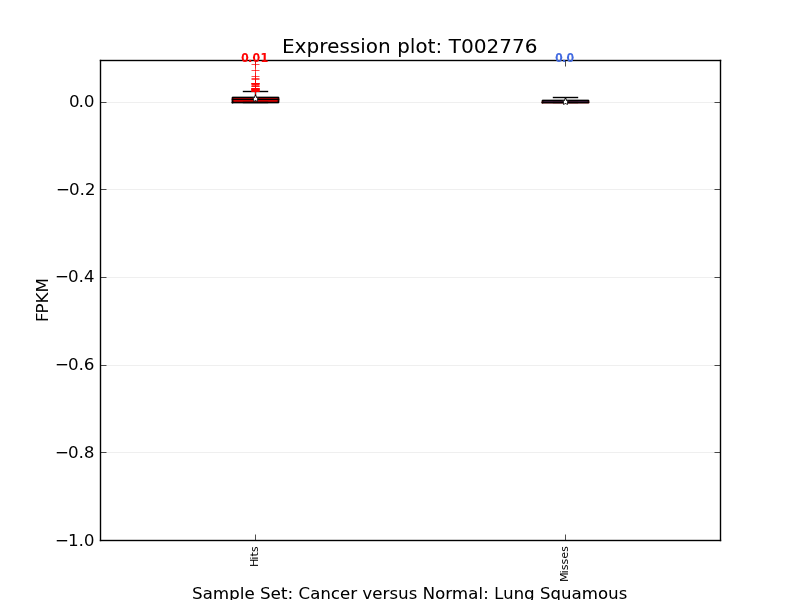 Expression plot: T002776
0.01
0.0
0.0
−0.2
−0.4
−0.6
−0.8
−1.0
FPKM
Hits
Misses
Sample Set: Cancer versus Normal: Lung Squamous